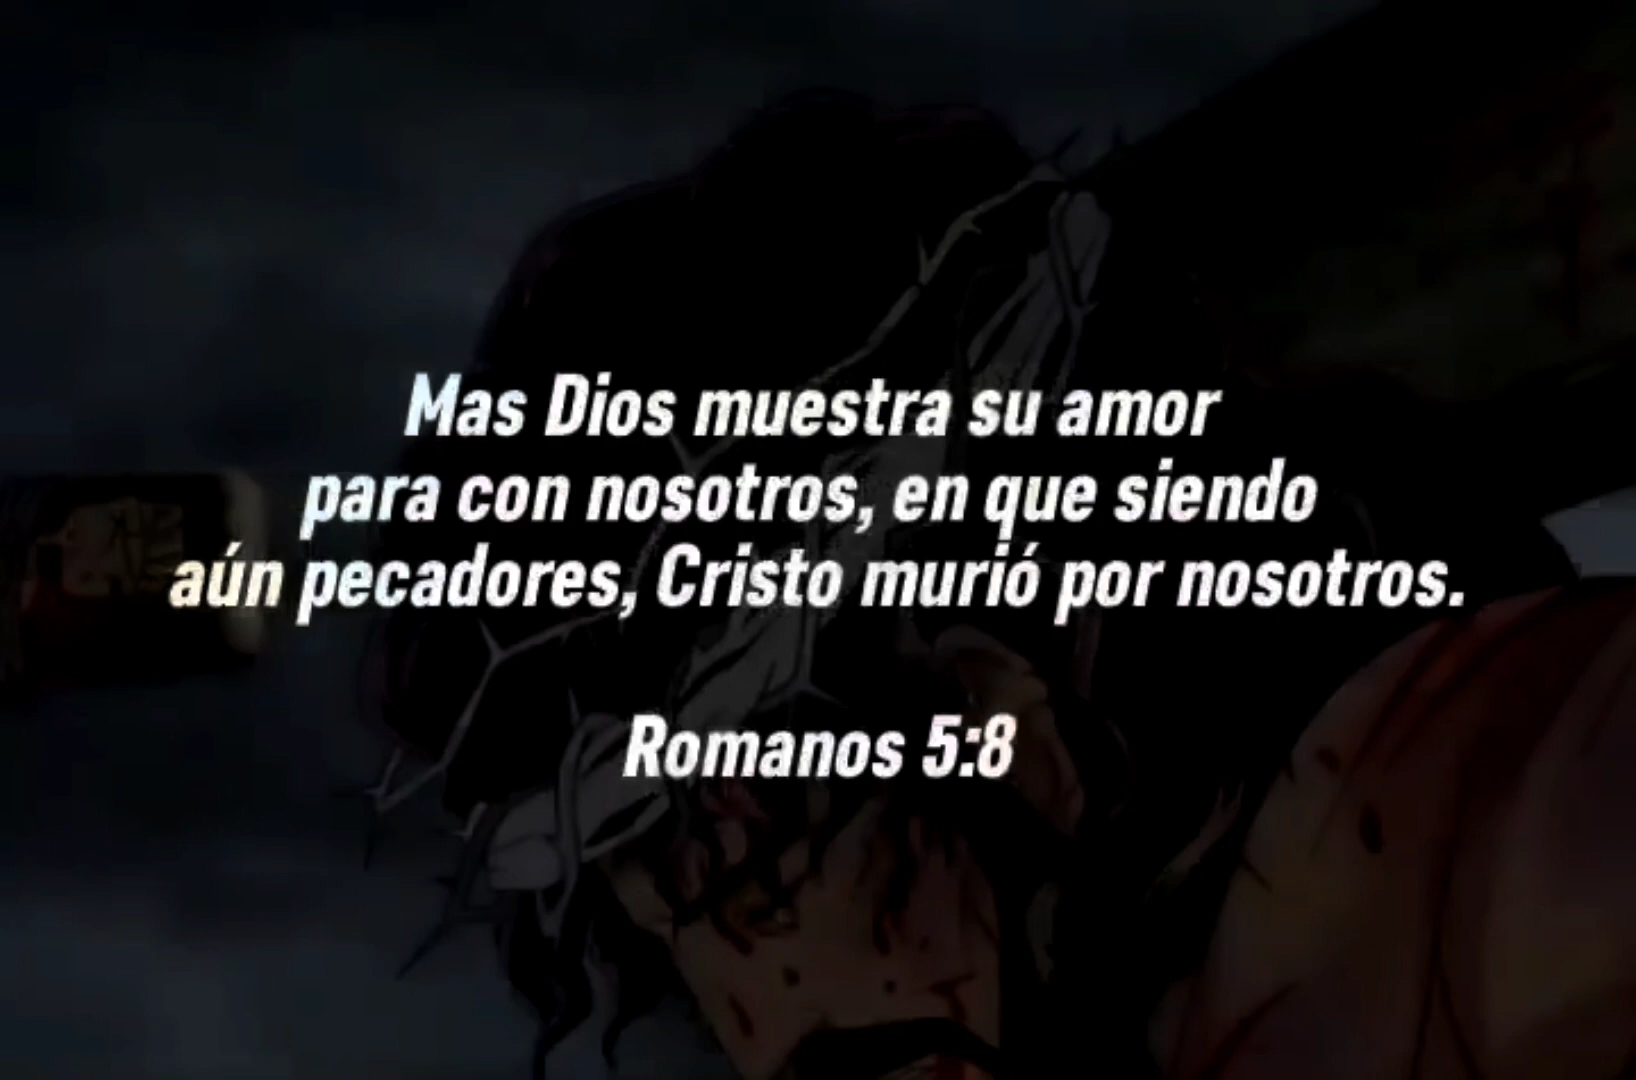 Mas Dios muestra su amor
para con nosotros, en que siendo
aún pecadores, Cristo murió por nosotros.
Romanos 5:8